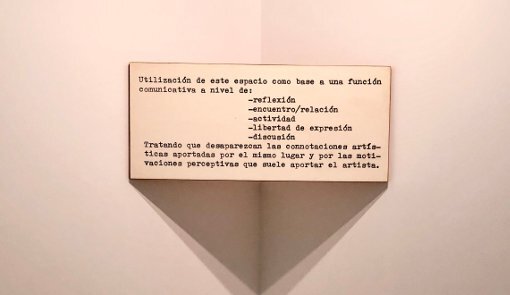 Utilización de este espacio como base a una función
comunicativa a nivel de:
-reflexión
-encuentro/relación
-actividad
-libertad de expresión
-discusión
Tratando que desaparezcan las connotaciones artís-
ticas aportadas por el mismo lugar y por las moti-
vaciones perceptivas que suele aportar el artista.